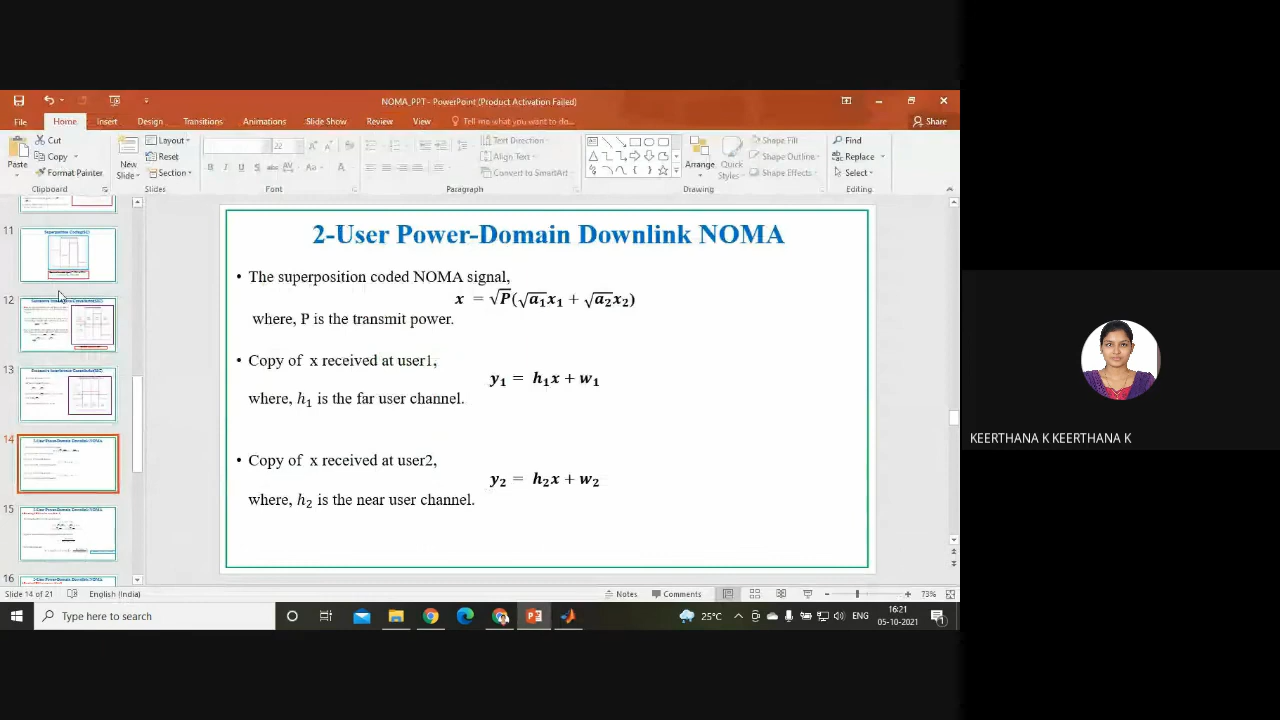 NOMA_PPT - PowerPoint (Product Activation Failed)
File Home Insert Design Transitions Animations Slide Show Review View Tell me what you want to do... Share
Paste Cut Copy Format Painter Clipboard
New Slide Layout Reset Section Slides
22 Font
Text Direction Align Text Convert to SmartArt Paragraph
Arrange Quick Styles Shape Fill Shape Outline Shape Effects Drawing
Find Replace Select Editing
11
12
13
14
15
16
2-User Power-Domain Downlink NOMA
• The superposition coded NOMA signal,
x = √P(√a₁x₁ + √a₂x₂)
where, P is the transmit power.
• Copy of x received at user1,
y₁ = h₁x + w₁
where, h₁ is the far user channel.
• Copy of x received at user2,
y₂ = h₂x + w₂
where, h₂ is the near user channel.
KEERTHANA K KEERTHANA K
Slide 14 of 21 English (India) Notes Comments 73%
Type here to search 25°C ENG 16:21
05-10-2021